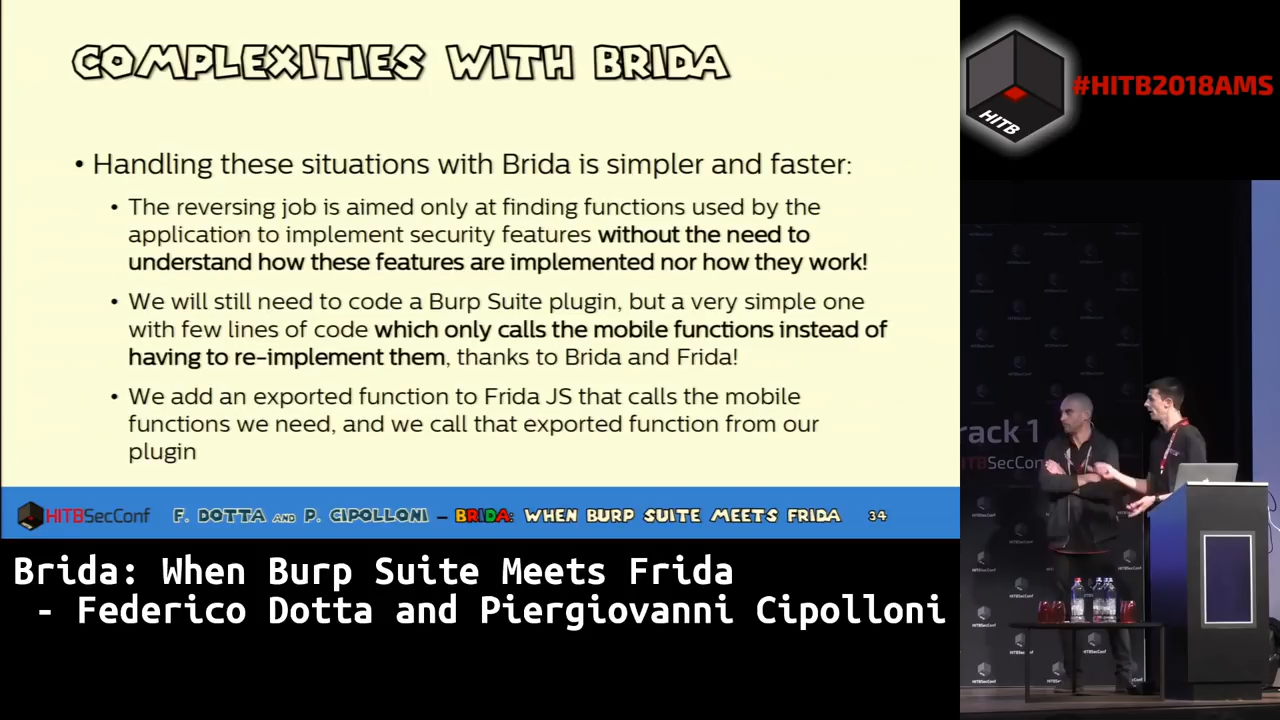 COMPLEXITIES WITH BRIDA
• Handling these situations with Brida is simpler and faster:
• The reversing job is aimed only at finding functions used by the
application to implement security features without the need to
understand how these features are implemented nor how they work!
• We will still need to code a Burp Suite plugin, but a very simple one
with few lines of code which only calls the mobile functions instead of
having to re-implement them, thanks to Brida and Frida!
• We add an exported function to Frida JS that calls the mobile
functions we need, and we call that exported function from our
plugin
HITBSecConf F. DOTTA AND P. CIPOLLONI – BRIDA: WHEN BURP SUITE MEETS FRIDA 34
Brida: When Burp Suite Meets Frida
- Federico Dotta and Piergiovanni Cipolloni
HITB
#HITB2018AMS
rack 1
HITBSecCon